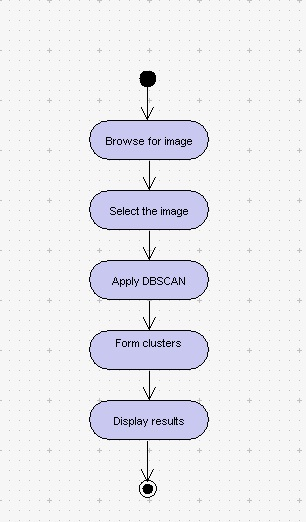 Browse for image
Select the image
Apply DBSCAN
Form clusters
Display results